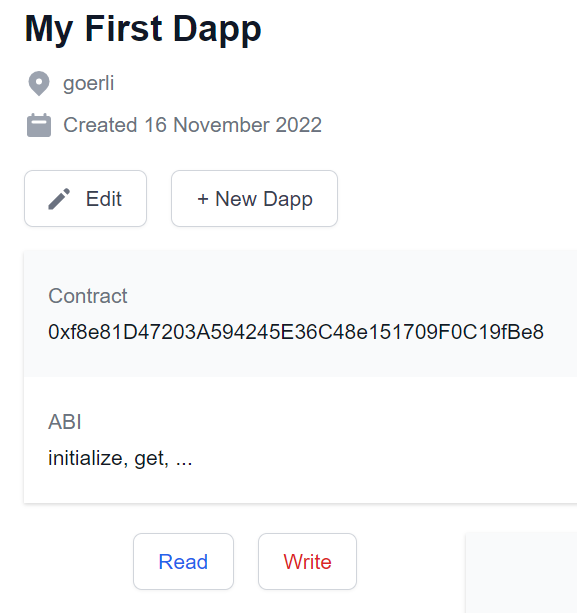 My First Dapp
goerli
Created 16 November 2022
Edit
+ New Dapp
Contract
0xf8e81D47203A594245E36C48e151709F0C19fBe8
ABI
initialize, get, ...
Read
Write